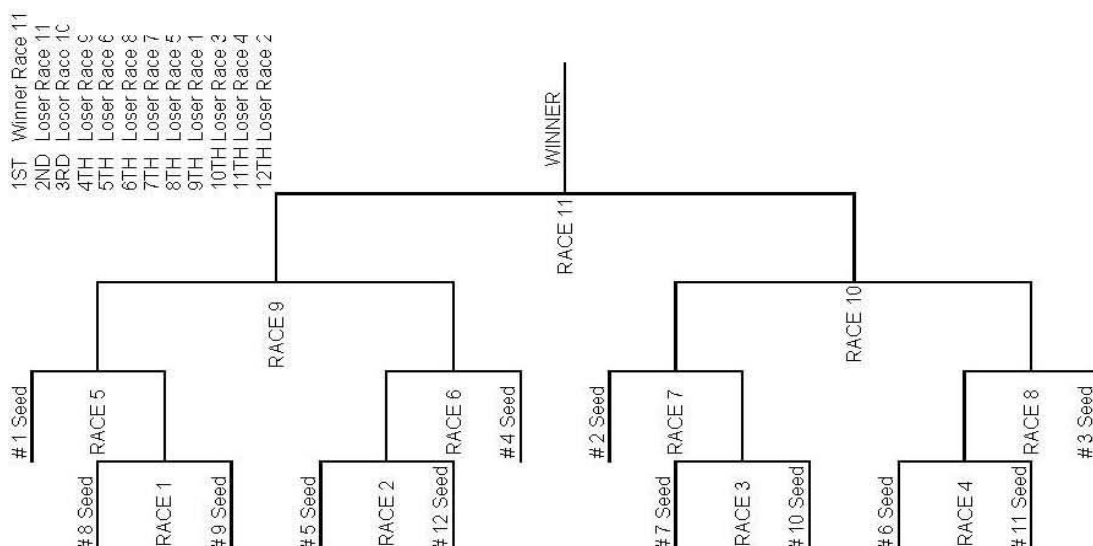 1ST Winner Race 11
2ND Loser Race 11
3RD Loser Race 10
4TH Loser Race 9
5TH Loser Race 6
6TH Loser Race 8
7TH Loser Race 7
8TH Loser Race 5
9TH Loser Race 1
10TH Loser Race 3
11TH Loser Race 4
12TH Loser Race 2
WINNER
RACE 11
RACE 9
RACE 10
#1 Seed
RACE 5
RACE 6
#4 Seed
#2 Seed
RACE 7
RACE 8
#3 Seed
#8 Seed
RACE 1
#9 Seed
#5 Seed
RACE 2
#12 Seed
#7 Seed
RACE 3
#10 Seed
#6 Seed
RACE 4
#11 Seed